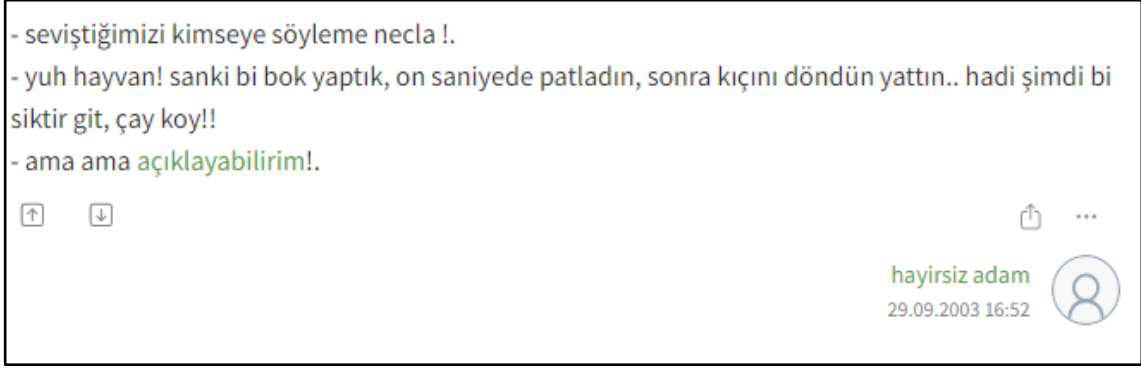 - seviştiğimizi kimseye söyleme necla !.
- yuh hayvan! sanki bi bok yaptık, on saniyede patladın, sonra kıçını döndün yattın.. hadi şimdi bi
siktir git, çay koy!!
- ama ama açıklayabilirim!.
hayirsiz adam
29.09.2003 16:52